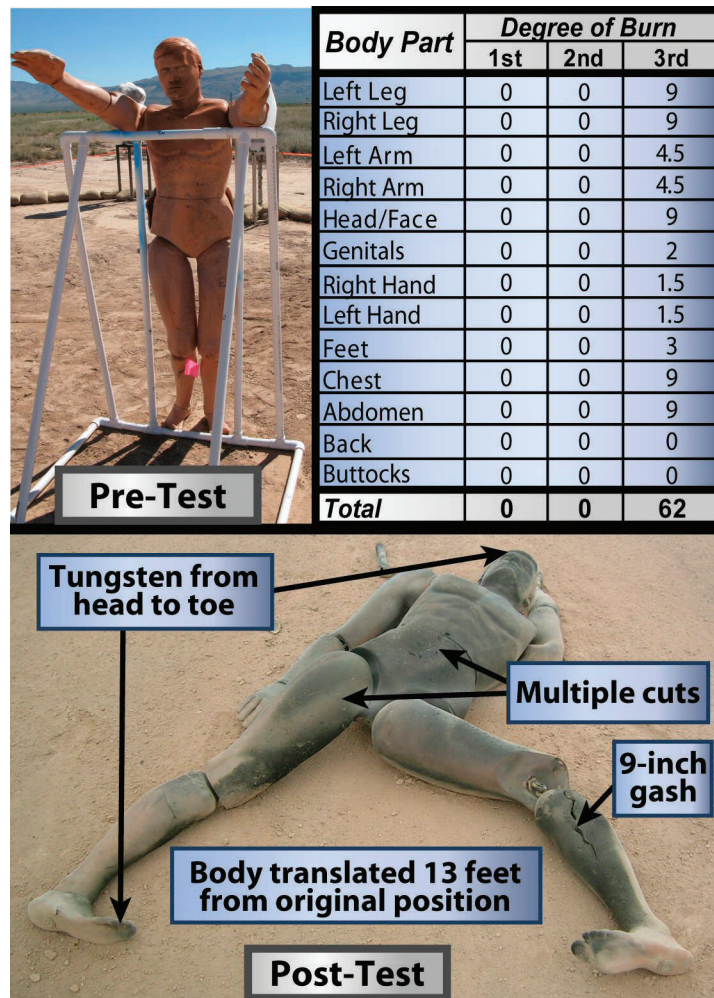 Body Part
Degree of Burn
1st 2nd 3rd
Left Leg 0 0 9
Right Leg 0 0 9
Left Arm 0 0 4.5
Right Arm 0 0 4.5
Head/Face 0 0 9
Genitals 0 0 2
Right Hand 0 0 1.5
Left Hand 0 0 1.5
Feet 0 0 3
Chest 0 0 9
Abdomen 0 0 9
Back 0 0 0
Buttocks 0 0 0
Total 0 0 62
Pre-Test
Tungsten from
head to toe
Multiple cuts
9-inch
gash
Body translated 13 feet
from original position
Post-Test